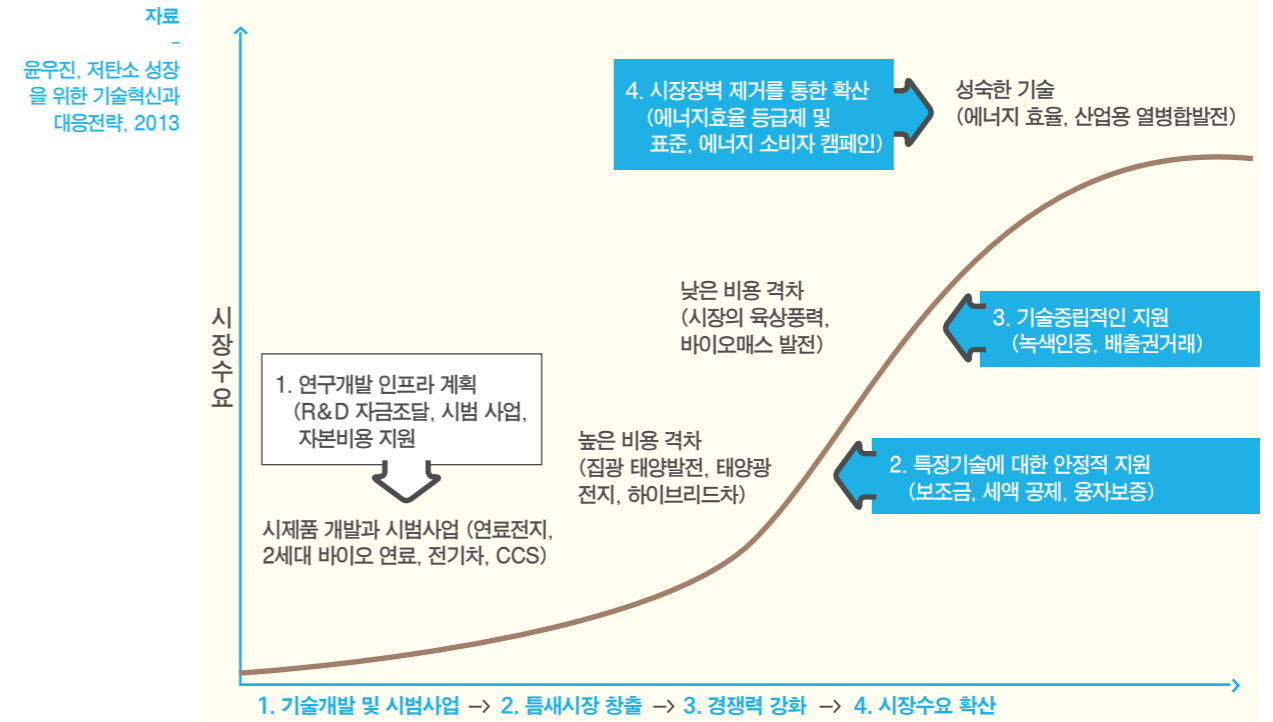 자료
–
윤우진, 저탄소 성장
을 위한 기술혁신과
대응전략, 2013
4. 시장장벽 제거를 통한 확산
(에너지효율 등급제 및
표준, 에너지 소비자 캠페인)
성숙한 기술
(에너지 효율, 산업용 열병합발전)
낮은 비용 격차
(시장의 육상풍력,
바이오매스 발전)
3. 기술중립적인 지원
(녹색인증, 배출권거래)
시
장
수
요
1. 연구개발 인프라 계획
(R&D 자금조달, 시범 사업,
자본비용 지원
높은 비용 격차
(집광 태양발전, 태양광
전지, 하이브리드차)
2. 특정기술에 대한 안정적 지원
(보조금, 세액 공제, 융자보증)
시제품 개발과 시범사업 (연료전지,
2세대 바이오 연료, 전기차, CCS)
1. 기술개발 및 시범사업 –> 2. 틈새시장 창출 –> 3. 경쟁력 강화 –> 4. 시장수요 확산